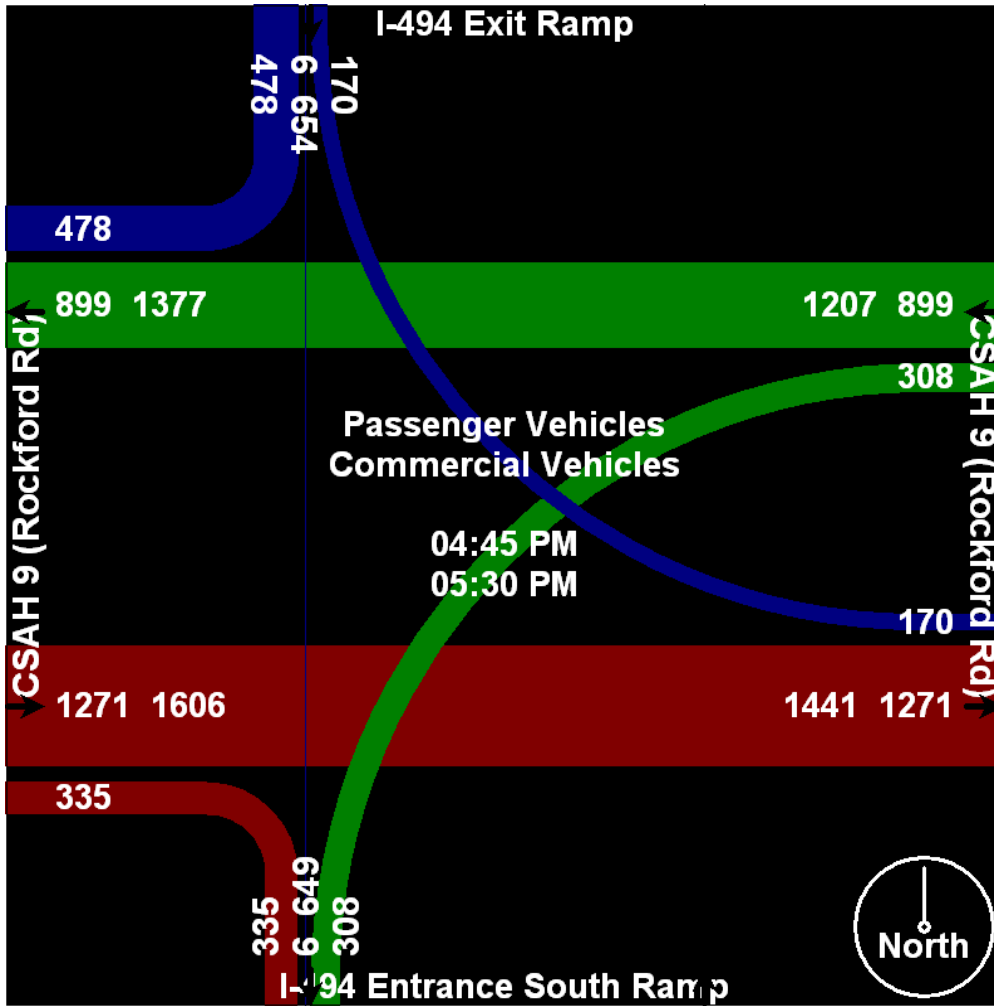 I-494 Exit Ramp
478
6 654
170
478
899 1377
1207 899
308
CSAH 9 (Rockford Rd)
CSAH 9 (Rockford Rd)
Passenger Vehicles
Commercial Vehicles
04:45 PM
05:30 PM
170
1271 1606
1441 1271
335
335
6 649
308
North
I-494 Entrance South Ramp